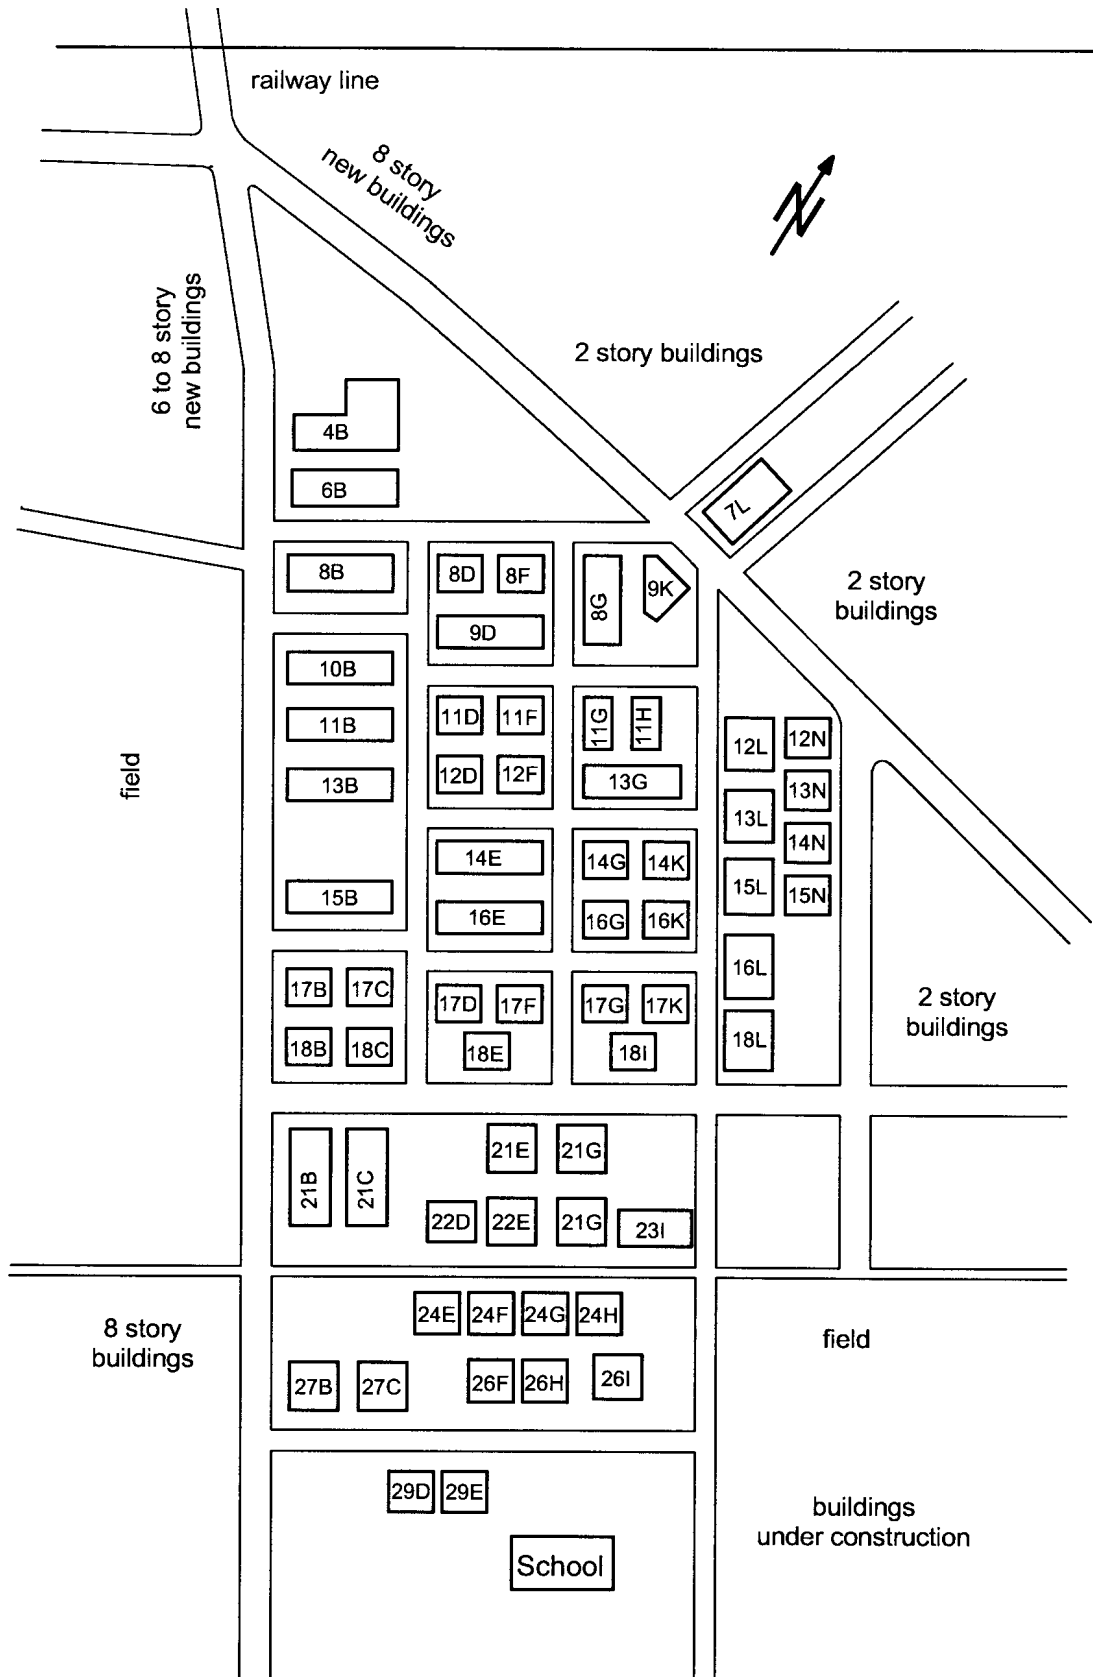 railway line
8 story
new buildings
N
6 to 8 story
new buildings
2 story buildings
4B
6B
7L
8B
8D
8F
8G
9K
2 story
buildings
9D
10B
11B
11D
11F
11G
11H
12L
12N
field
13B
12D
12F
13G
13N
13L
14N
14E
14G
14K
15B
15L
15N
16E
16G
16K
16L
17B
17C
17D
17F
17G
17K
2 story
buildings
18B
18C
18E
18I
18L
21B
21C
21E
21G
22D
22E
21G
23I
24E
24F
24G
24H
8 story
buildings
field
27B
27C
26F
26H
26I
29D
29E
buildings
under construction
School